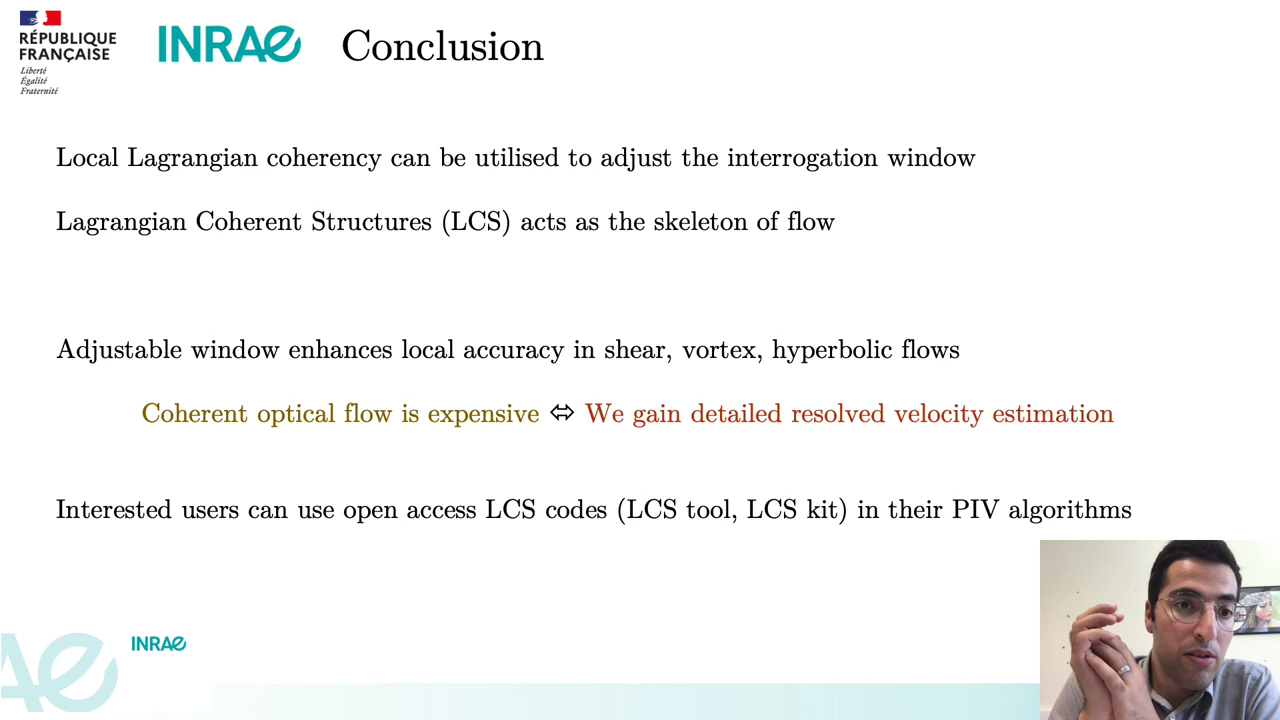 RÉPUBLIQUE
FRANÇAISE
Liberté
Égalité
Fraternité
INRAE
Conclusion
Local Lagrangian coherency can be utilised to adjust the interrogation window
Lagrangian Coherent Structures (LCS) acts as the skeleton of flow
Adjustable window enhances local accuracy in shear, vortex, hyperbolic flows
Coherent optical flow is expensive ⇔ We gain detailed resolved velocity estimation
Interested users can use open access LCS codes (LCS tool, LCS kit) in their PIV algorithms
INRAE